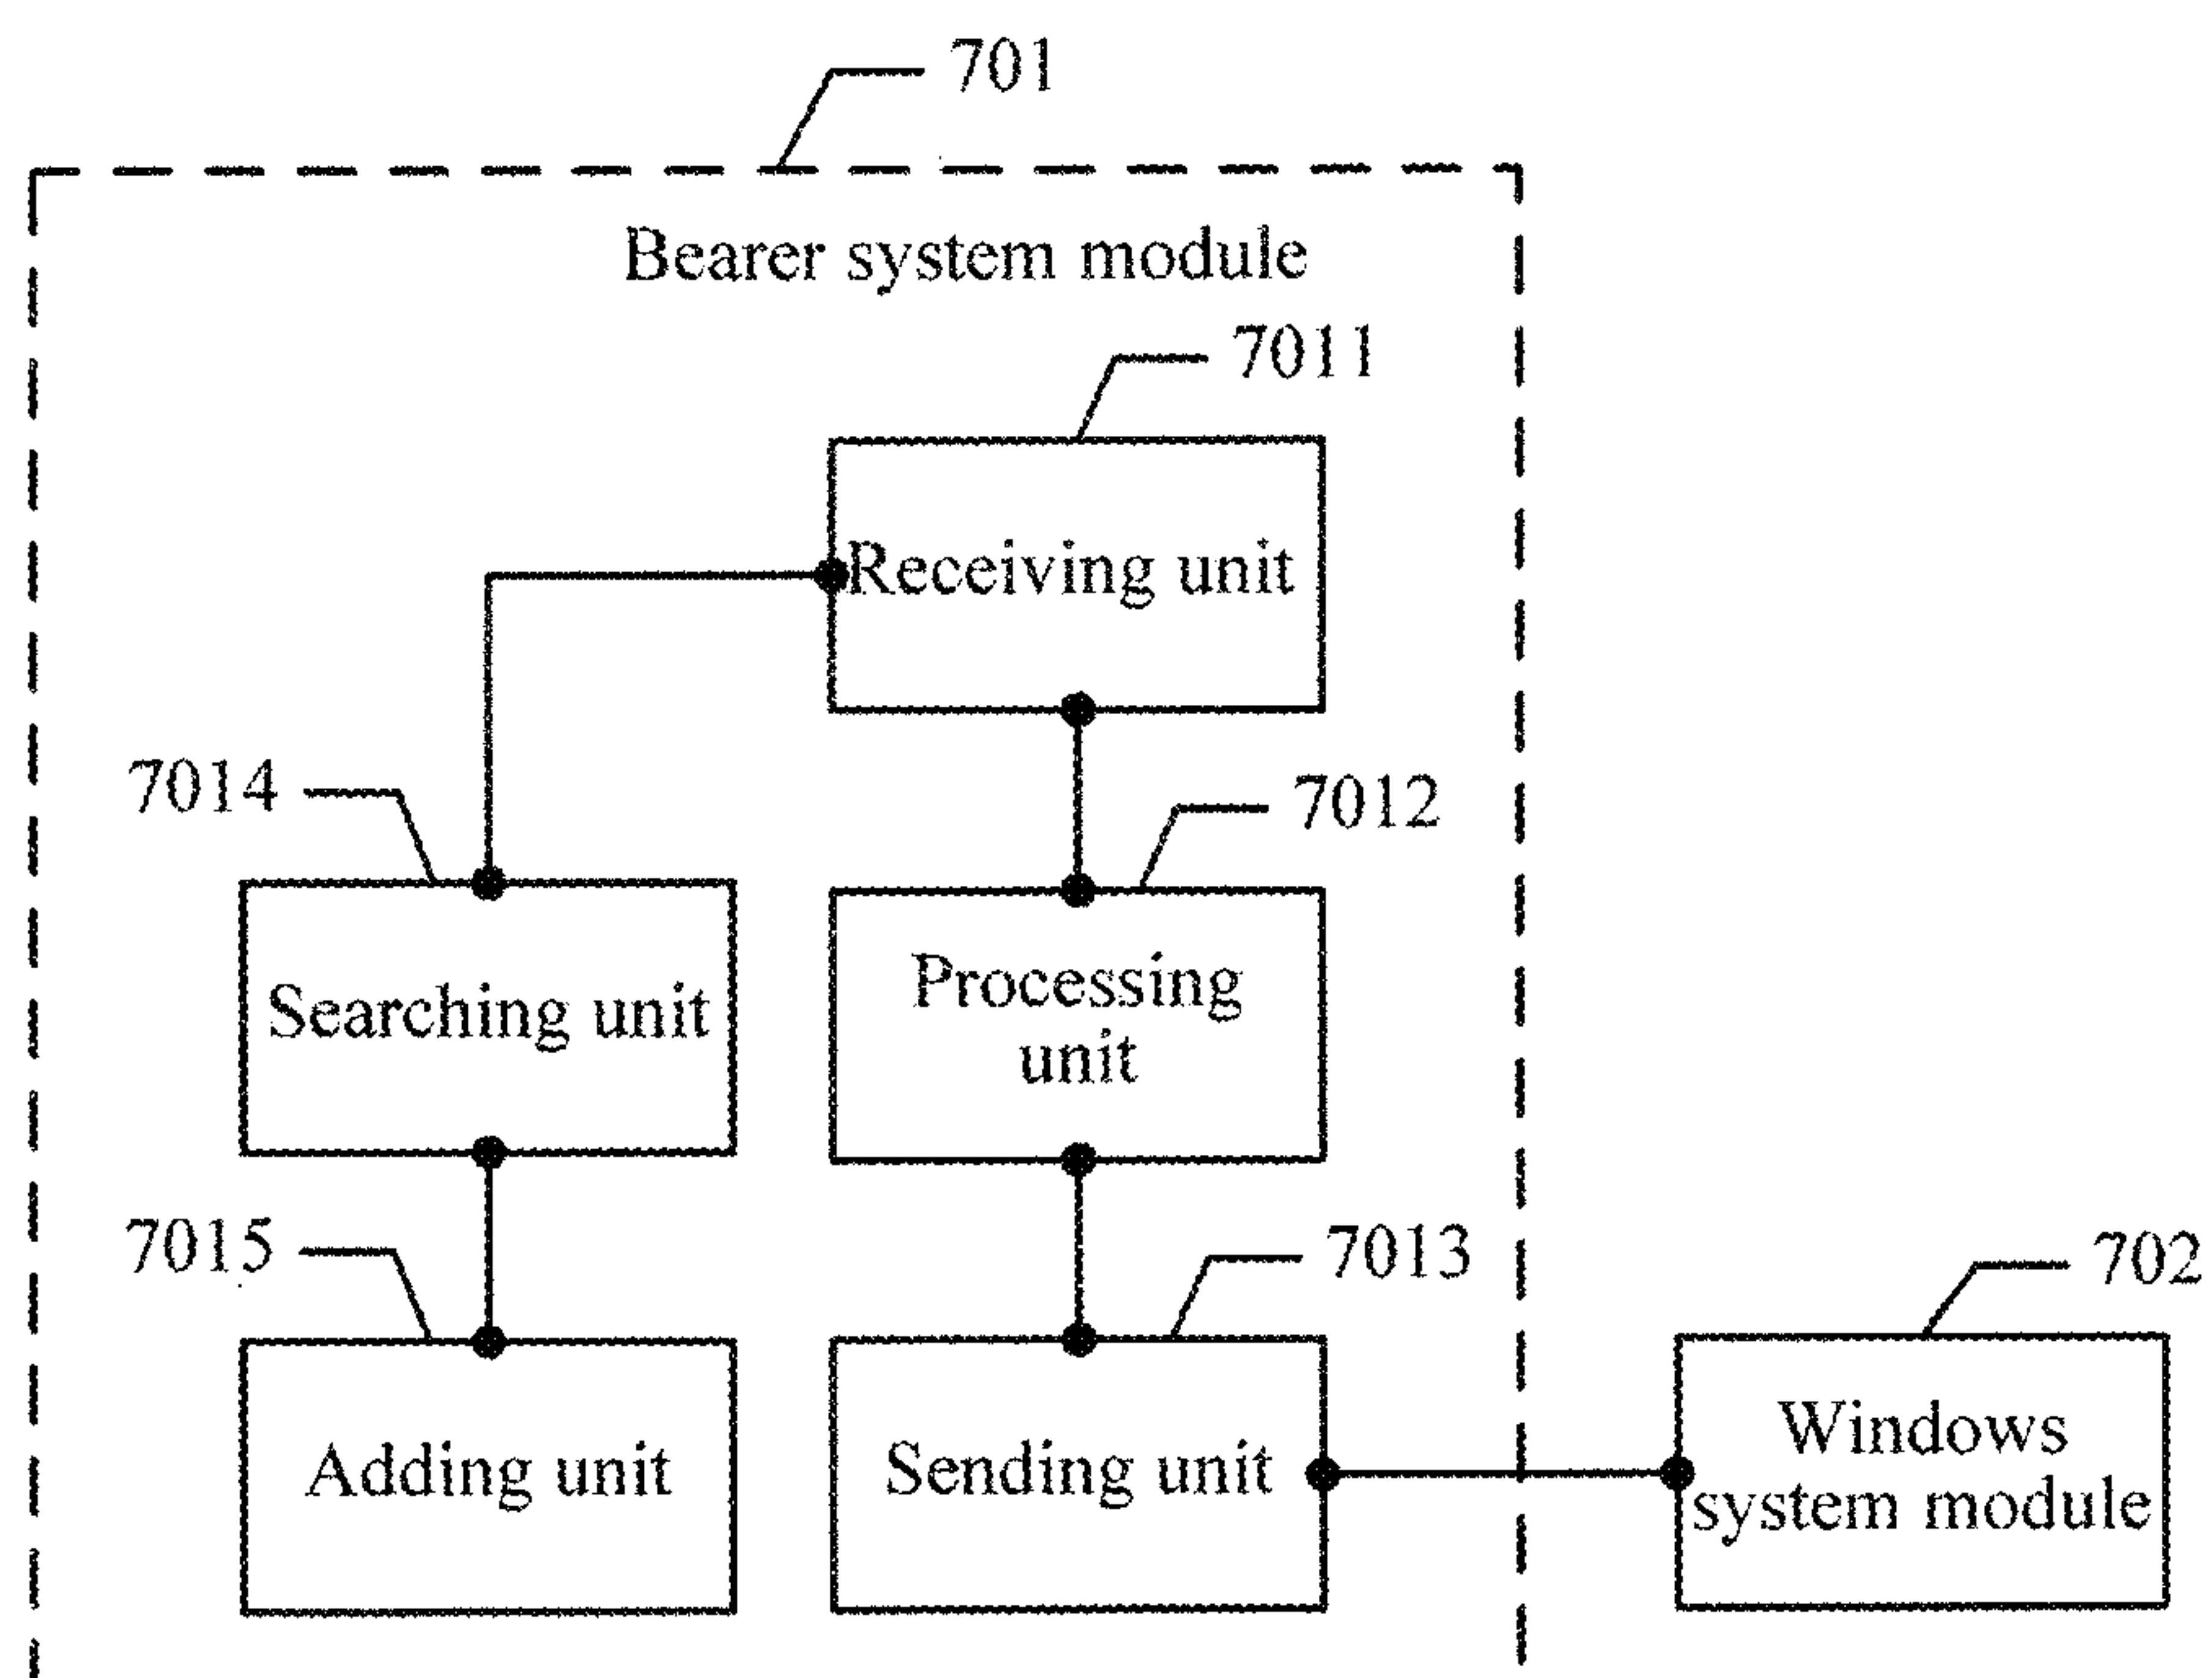 701
Bearer system module
7011
Receiving unit
7014
7012
Searching unit
Processing
unit
7015
7013
702
Adding unit
Sending unit
Windows
system module